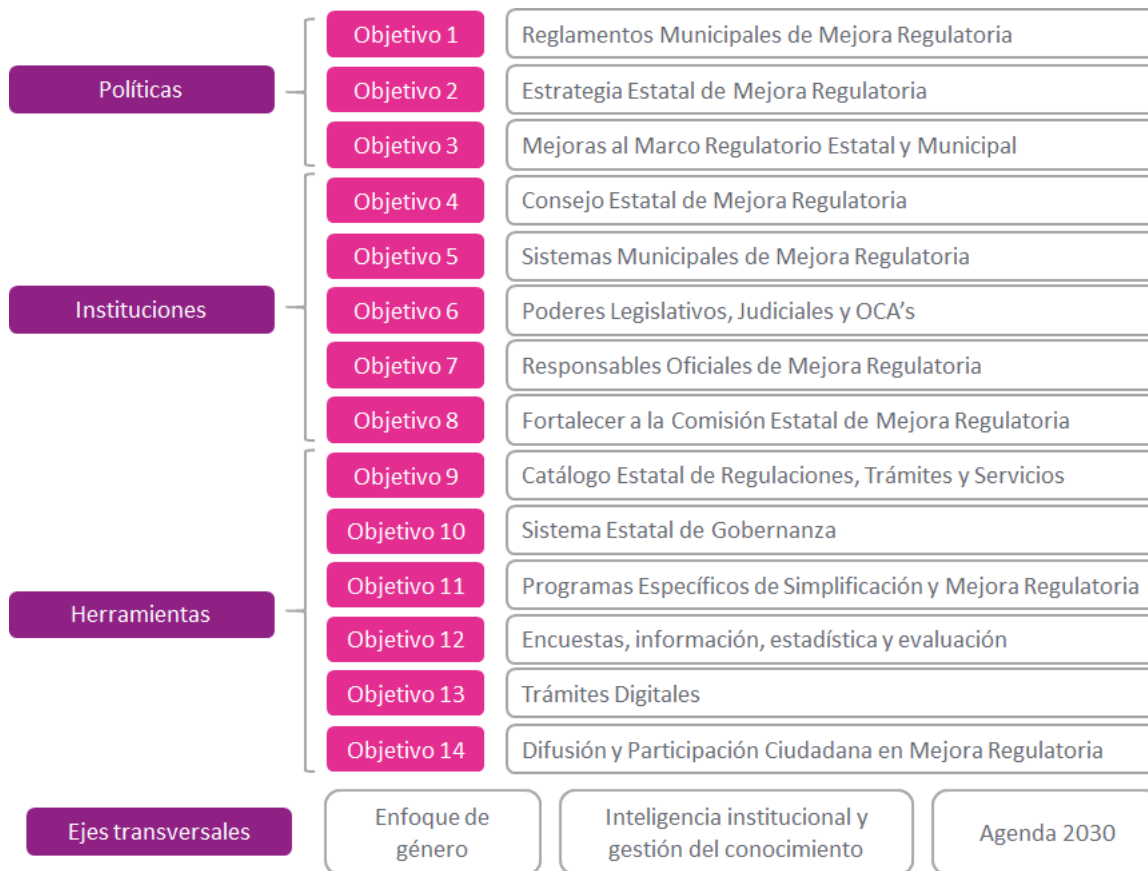 Políticas
Objetivo 1
Reglamentos Municipales de Mejora Regulatoria
Objetivo 2
Estrategia Estatal de Mejora Regulatoria
Objetivo 3
Mejoras al Marco Regulatorio Estatal y Municipal
Instituciones
Objetivo 4
Consejo Estatal de Mejora Regulatoria
Objetivo 5
Sistemas Municipales de Mejora Regulatoria
Objetivo 6
Poderes Legislativos, Judiciales y OCA’s
Objetivo 7
Responsables Oficiales de Mejora Regulatoria
Objetivo 8
Fortalecer a la Comisión Estatal de Mejora Regulatoria
Herramientas
Objetivo 9
Catálogo Estatal de Regulaciones, Trámites y Servicios
Objetivo 10
Sistema Estatal de Gobernanza
Objetivo 11
Programas Específicos de Simplificación y Mejora Regulatoria
Objetivo 12
Encuestas, información, estadística y evaluación
Objetivo 13
Trámites Digitales
Objetivo 14
Difusión y Participación Ciudadana en Mejora Regulatoria
Ejes transversales
Enfoque de
género
Inteligencia institucional y
gestión del conocimiento
Agenda 2030